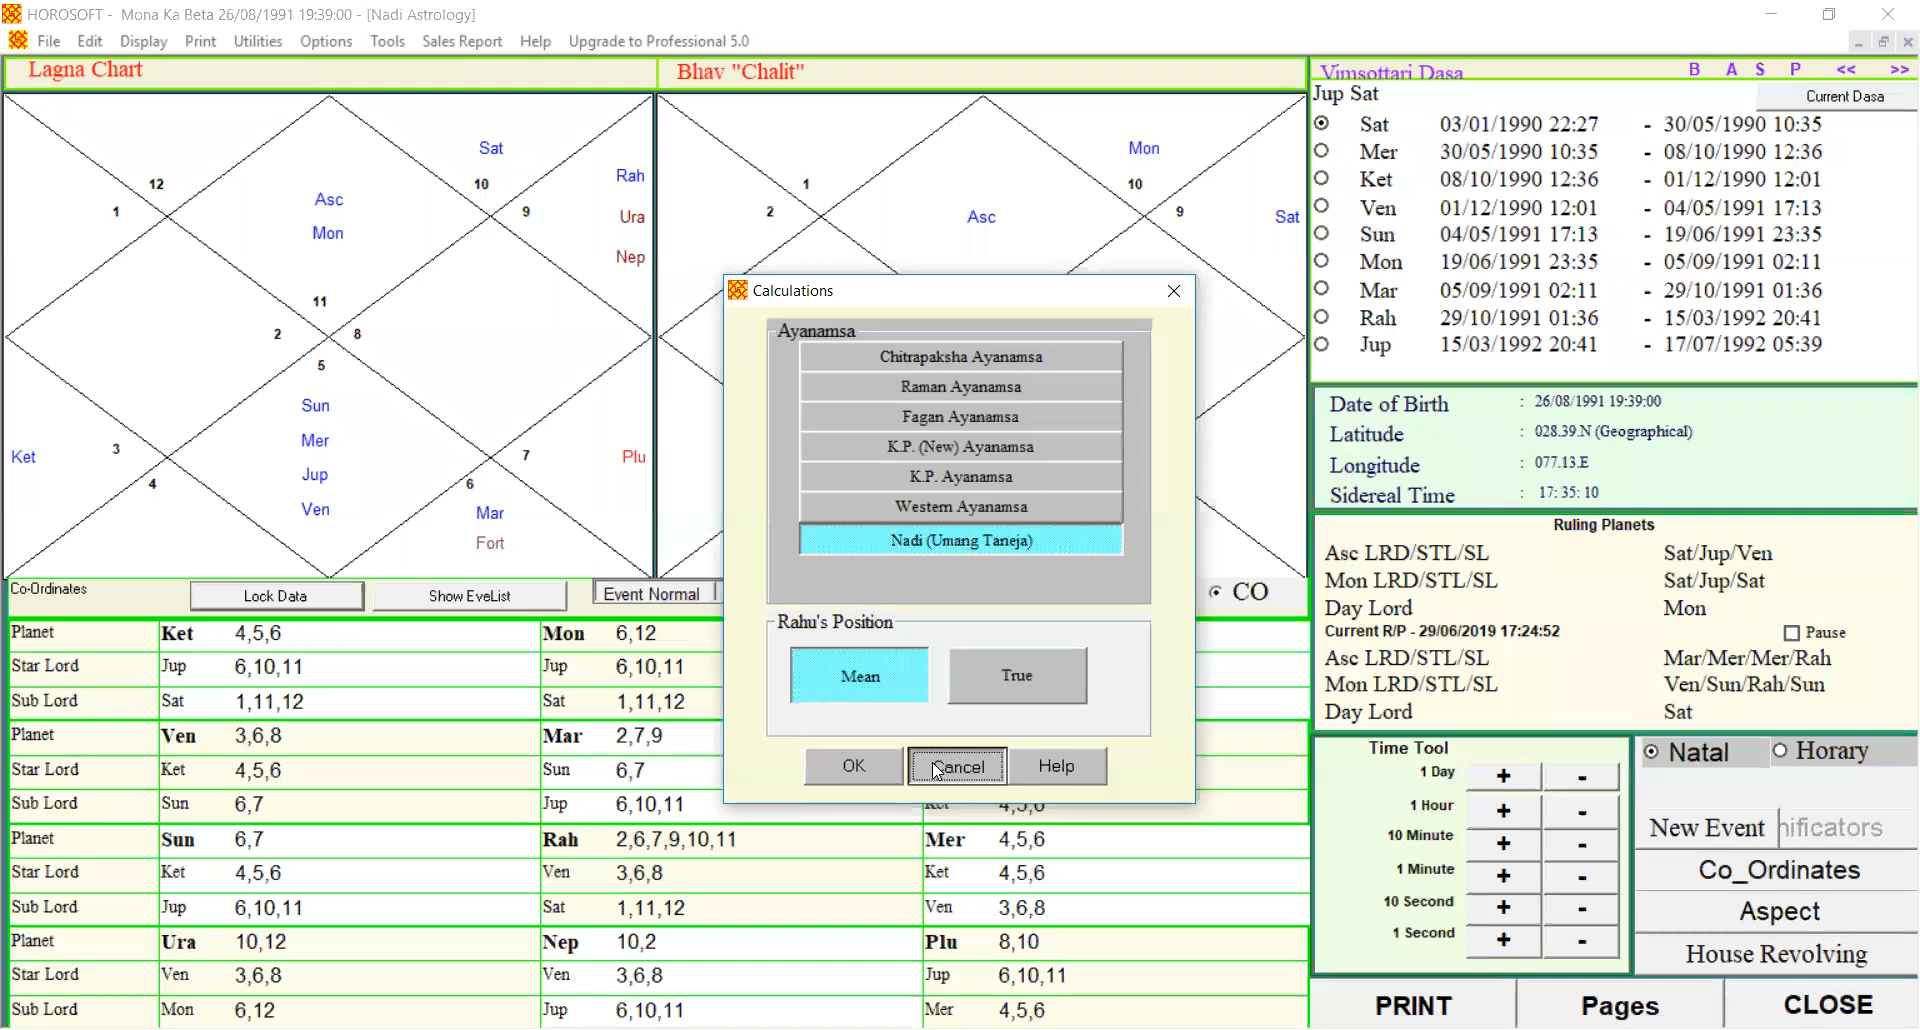 HOROSOFT - Mona Ka Beta 26/08/1991 19:39:00 - [Nadi Astrology]
File Edit Display Print Utilities Options Tools Sales Report Help Upgrade to Professional 5.0
Lagna Chart
Bhav "Chalit"
Vimsottari Dasa B A S P << >>
Jup Sat
Current Dasa
Sat 03/01/1990 22:27 - 30/05/1990 10:35
Mer 30/05/1990 10:35 - 08/10/1990 12:36
Ket 08/10/1990 12:36 - 01/12/1990 12:01
Ven 01/12/1990 12:01 - 04/05/1991 17:13
Sun 04/05/1991 17:13 - 19/06/1991 23:35
Mon 19/06/1991 23:35 - 05/09/1991 02:11
Mar 05/09/1991 02:11 - 29/10/1991 01:36
Rah 29/10/1991 01:36 - 15/03/1992 20:41
Jup 15/03/1992 20:41 - 17/07/1992 05:39
Sat
12 10 Rah
Asc
1 9 Ura
Mon
Nep
11
2 8
5
Sun
Mer
Ket 3 7 Plu
Jup
4 6
Ven Mar
Fort
Mon
1 10
2 Asc 9 Sat
Calculations
Ayanamsa
Chitrapaksha Ayanamsa
Raman Ayanamsa
Fagan Ayanamsa
K.P. (New) Ayanamsa
K.P. Ayanamsa
Western Ayanamsa
Nadi (Umang Taneja)
Rahu's Position
Mean True
OK Cancel Help
Date of Birth : 26/08/1991 19:39:00
Latitude : 028.39.N (Geographical)
Longitude : 077.13.E
Sidereal Time : 17: 35: 10
Ruling Planets
Asc LRD/STL/SL Sat/Jup/Ven
Mon LRD/STL/SL Sat/Jup/Sat
Day Lord Mon
Current R/P - 29/06/2019 17:24:52 Pause
Asc LRD/STL/SL Mar/Mer/Mer/Rah
Mon LRD/STL/SL Ven/Sun/Rah/Sun
Day Lord Sat
Co-Ordinates Lock Data Show EveList Event Normal CO
Planet Ket 4,5,6 Mon 6,12
Star Lord Jup 6,10,11 Jup 6,10,11
Sub Lord Sat 1,11,12 Sat 1,11,12
Planet Ven 3,6,8 Mar 2,7,9
Star Lord Ket 4,5,6 Sun 6,7
Sub Lord Sun 6,7 Jup 6,10,11 Ket 4,5,6
Planet Sun 6,7 Rah 2,6,7,9,10,11 Mer 4,5,6
Star Lord Ket 4,5,6 Ven 3,6,8 Ket 4,5,6
Sub Lord Jup 6,10,11 Sat 1,11,12 Ven 3,6,8
Planet Ura 10,12 Nep 10,2 Plu 8,10
Star Lord Ven 3,6,8 Ven 3,6,8 Jup 6,10,11
Sub Lord Mon 6,12 Jup 6,10,11 Mer 4,5,6
Time Tool
1 Day + -
1 Hour + -
10 Minute + -
1 Minute + -
10 Second + -
1 Second + -
Natal Horary
New Event nificators
Co_Ordinates
Aspect
House Revolving
PRINT Pages CLOSE